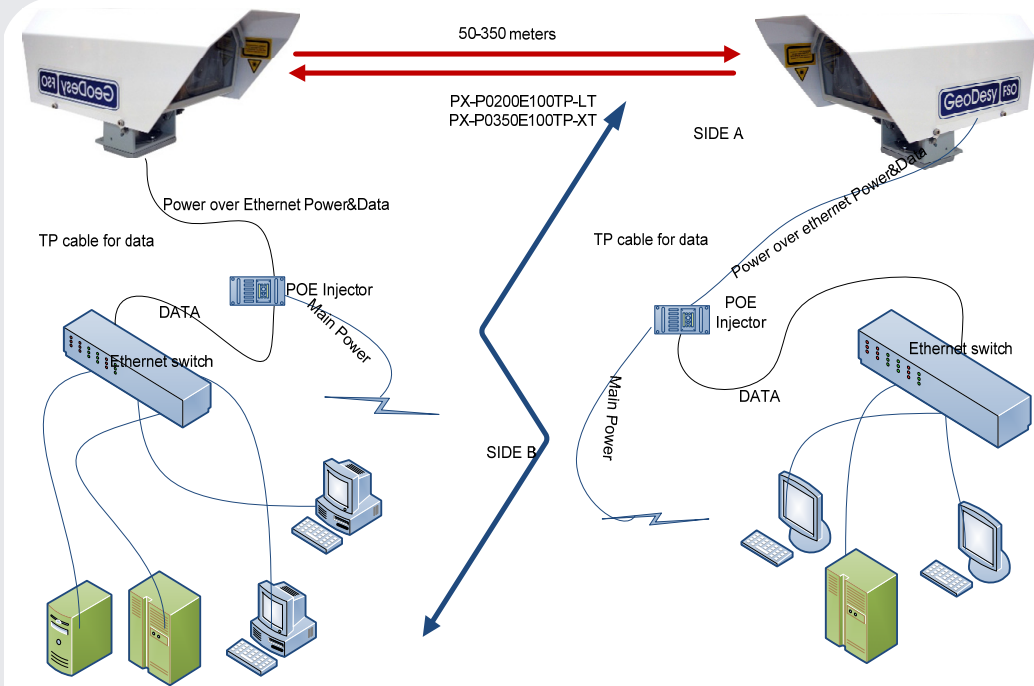 50-350 meters
GeoDesy FSO
GeoDesy FSO
PX-P0200E100TP-LT
PX-P0350E100TP-XT
SIDE A
Power over Ethernet Power&Data
Power over ethernet Power&Data
TP cable for data
TP cable for data
POE Injector
POE
Injector
Main Power
DATA
Ethernet switch
Ethernet switch
Main Power
DATA
SIDE B